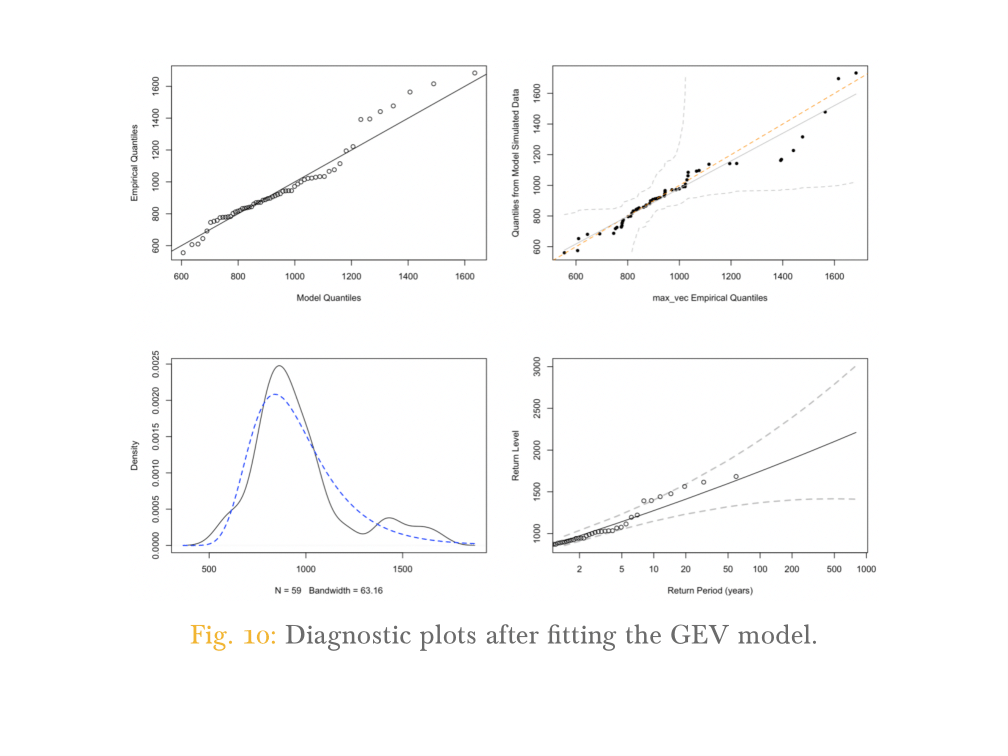 Empirical Quantiles
600 800 1000 1200 1400 1600
600 800 1000 1200 1400 1600
Model Quantiles
Quantiles from Model Simulated Data
600 800 1000 1200 1400 1600
600 800 1000 1200 1400 1600
max_vec Empirical Quantiles
Density
0.0000 0.0005 0.0010 0.0015 0.0020 0.0025
500 1000 1500
N = 59 Bandwidth = 63.16
Return Level
1000 1500 2000 2500 3000
2 5 10 20 50 100 200 500 1000
Return Period (years)
Fig. 10: Diagnostic plots after fitting the GEV model.